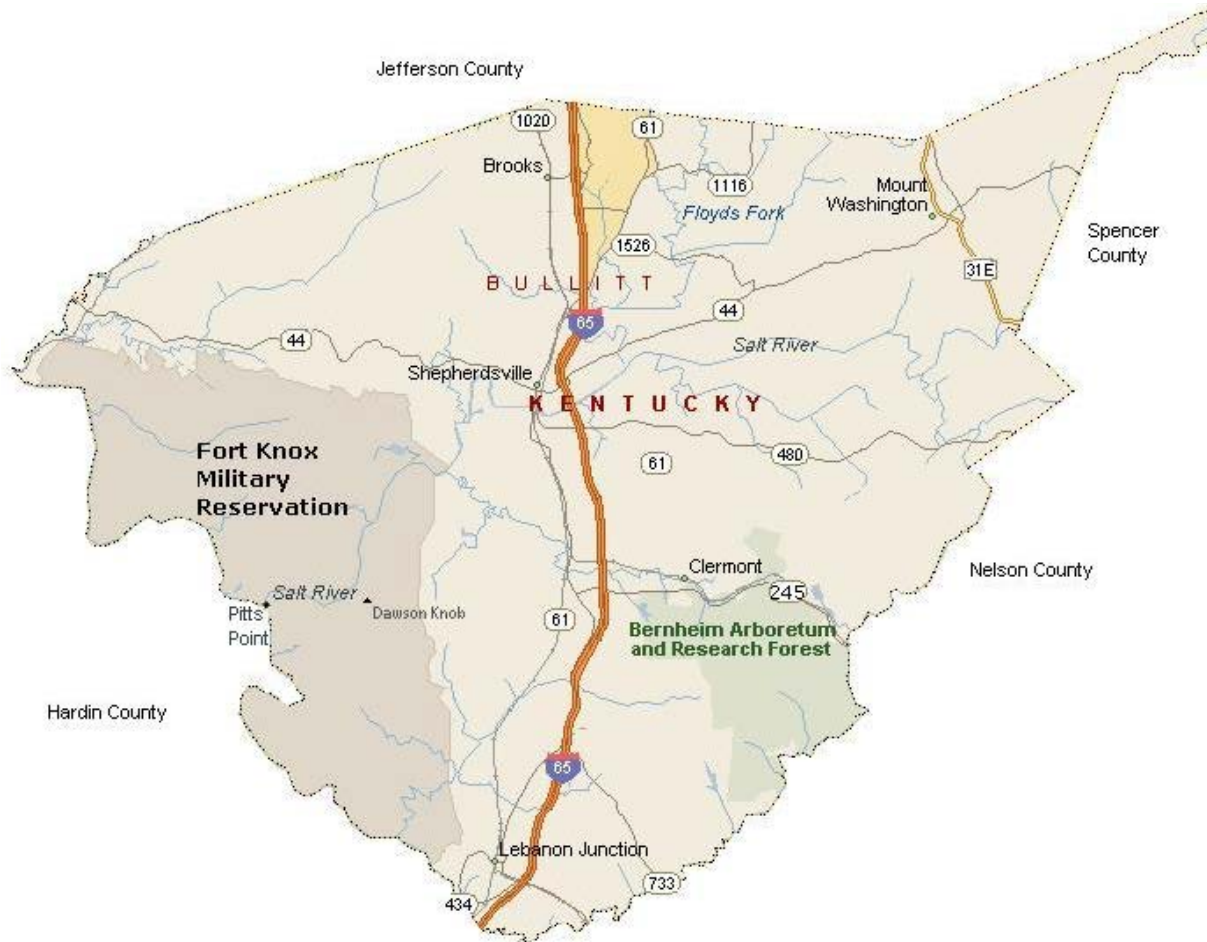 Jefferson County
1020
61
Brooks
1116
Mount
Washington
Floyds Fork
Spencer
County
1526
31E
BULLITT
44
65
44
Salt River
Shepherdsville
KENTUCKY
Fort Knox
Military
Reservation
61
480
Clermont
Nelson County
245
Salt River
Dawson Knob
Pitts
Point
61
Bernheim Arboretum
and Research Forest
Hardin County
65
Lebanon Junction
733
434